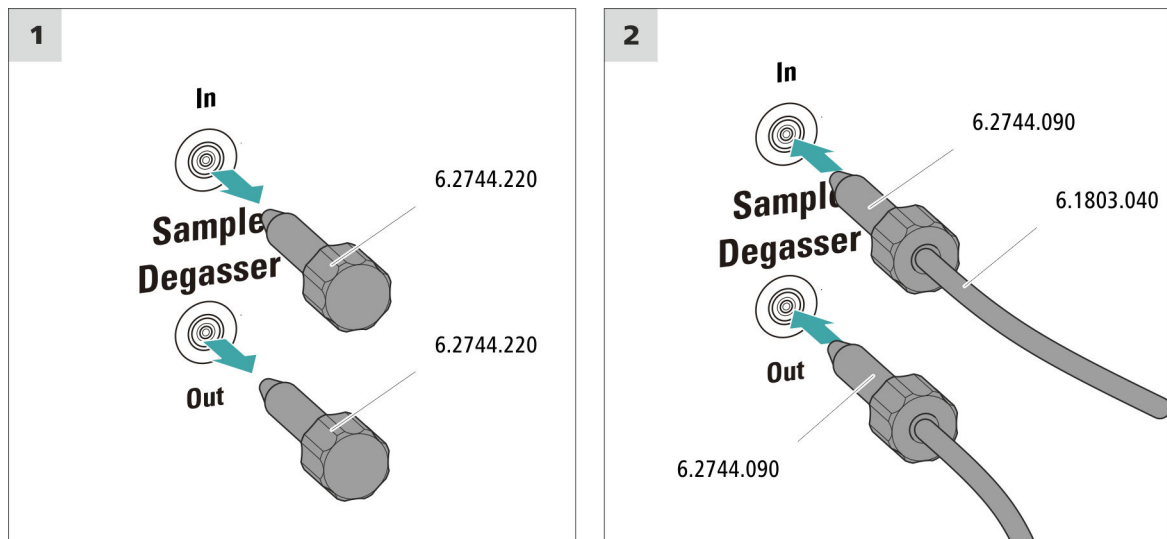 1
In
6.2744.220
Sample
Degasser
6.2744.220
Out
2
In
6.2744.090
6.1803.040
Sample
Degasser
Out
6.2744.090